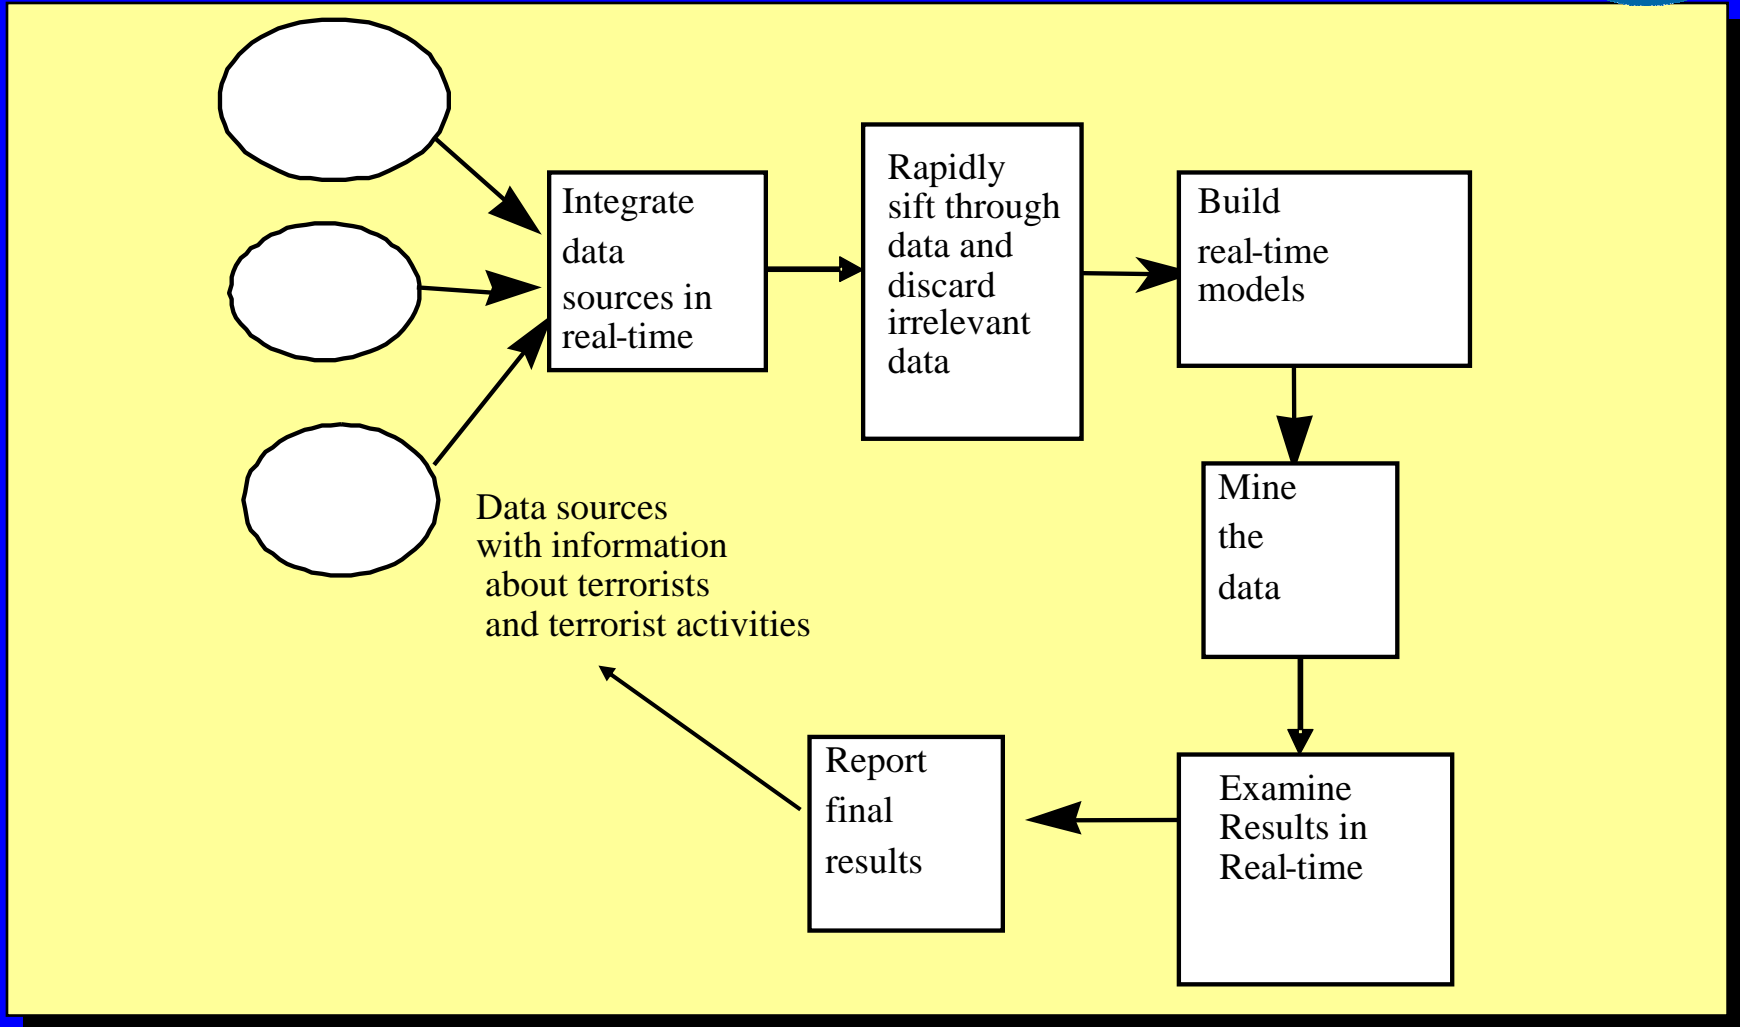 Integrate
data
sources in
real-time
Rapidly
sift through
data and
discard
irrelevant
data
Build
real-time
models
Mine
the
data
Data sources
with information
about terrorists
and terrorist activities
Report
final
results
Examine
Results in
Real-time